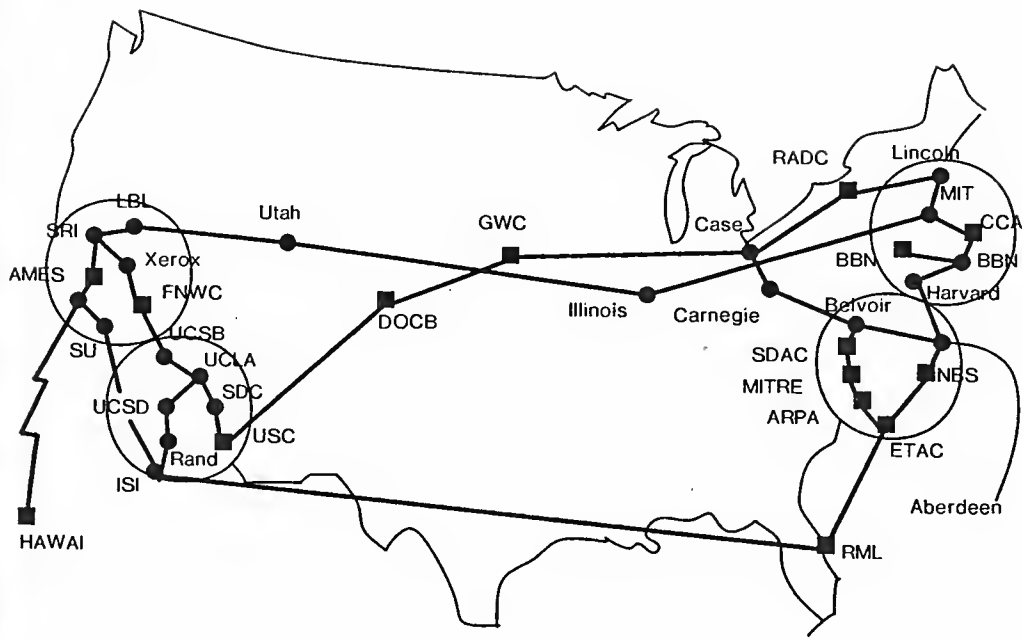 RADC
Lincoln
MIT
LBL
Utah
GWC
Case
CCA
SRI
Xerox
BBN
BBN
AMES
FNWC
Illinois
Carnegie
Belvoir
Harvard
DOCB
SU
UCSB
UCLA
SDAC
NBS
SDC
MITRE
UCSD
ARPA
USC
ETAC
Rand
ISI
Aberdeen
HAWAI
RML